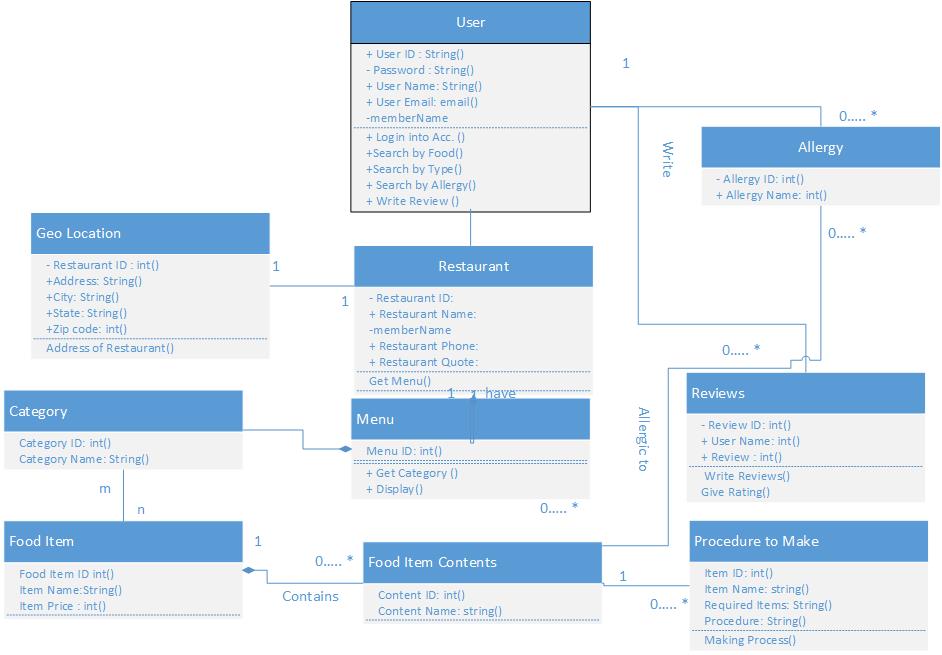 User
+ User ID : String()
- Password : String()
+ User Name: String()
+ User Email: email()
-memberName
+ Login into Acc. ()
+Search by Food()
+Search by Type()
+ Search by Allergy()
+ Write Review ()
1
0..... *
Write
Allergy
- Allergy ID: int()
+ Allergy Name: int()
0..... *
Geo Location
- Restaurant ID : int()
+Address: String()
+City: String()
+State: String()
+Zip code: int()
Address of Restaurant()
1
1
Restaurant
- Restaurant ID:
+ Restaurant Name:
-memberName
+ Restaurant Phone:
+ Restaurant Quote:
Get Menu()
1
1
have
0..... *
Category
Category ID: int()
Category Name: String()
Menu
Menu ID: int()
+ Get Category ()
+ Display()
0..... *
Allergic to
Reviews
- Review ID: int()
+ User Name: int()
+ Review : int()
Write Reviews()
Give Rating()
m
n
Food Item
Food Item ID int()
Item Name:String()
Item Price : int()
1
0..... *
Contains
Food Item Contents
Content ID: int()
Content Name: string()
1
0..... *
Procedure to Make
Item ID: int()
Item Name: string()
Required Items: String()
Procedure: String()
Making Process()